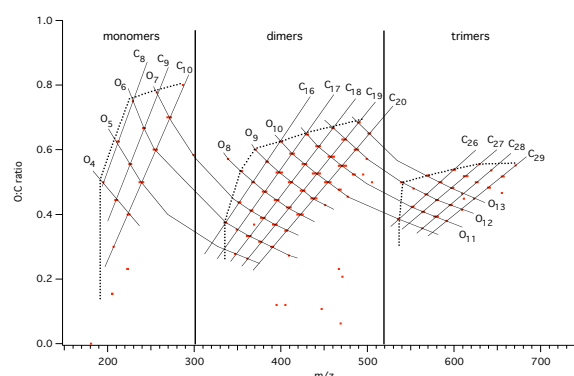 monomers dimers trimers
1.0
0.8
0.6
0.4
0.2
0.0
O:C ratio
C8
C9
C10
O7
O6
O5
O4
C16
C17
C18
C19
C20
O10
O9
O8
C26
C27
C28
C29
O13
O12
O11
200 300 400 500 600 700
m/z